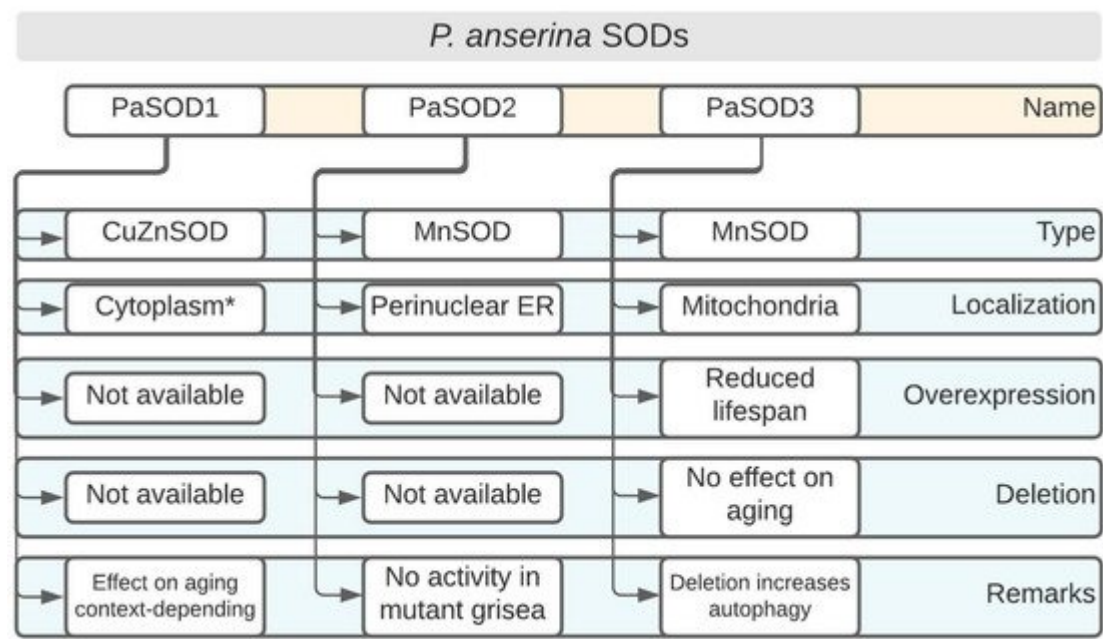 P. anserina SODs
PaSOD1 PaSOD2 PaSOD3 Name
CuZnSOD MnSOD MnSOD Type
Cytoplasm* Perinuclear ER Mitochondria Localization
Not available Not available Reduced
lifespan Overexpression
Not available Not available No effect on
aging Deletion
Effect on aging
context-depending
No activity in
mutant grisea
Deletion increases
autophagy
Remarks